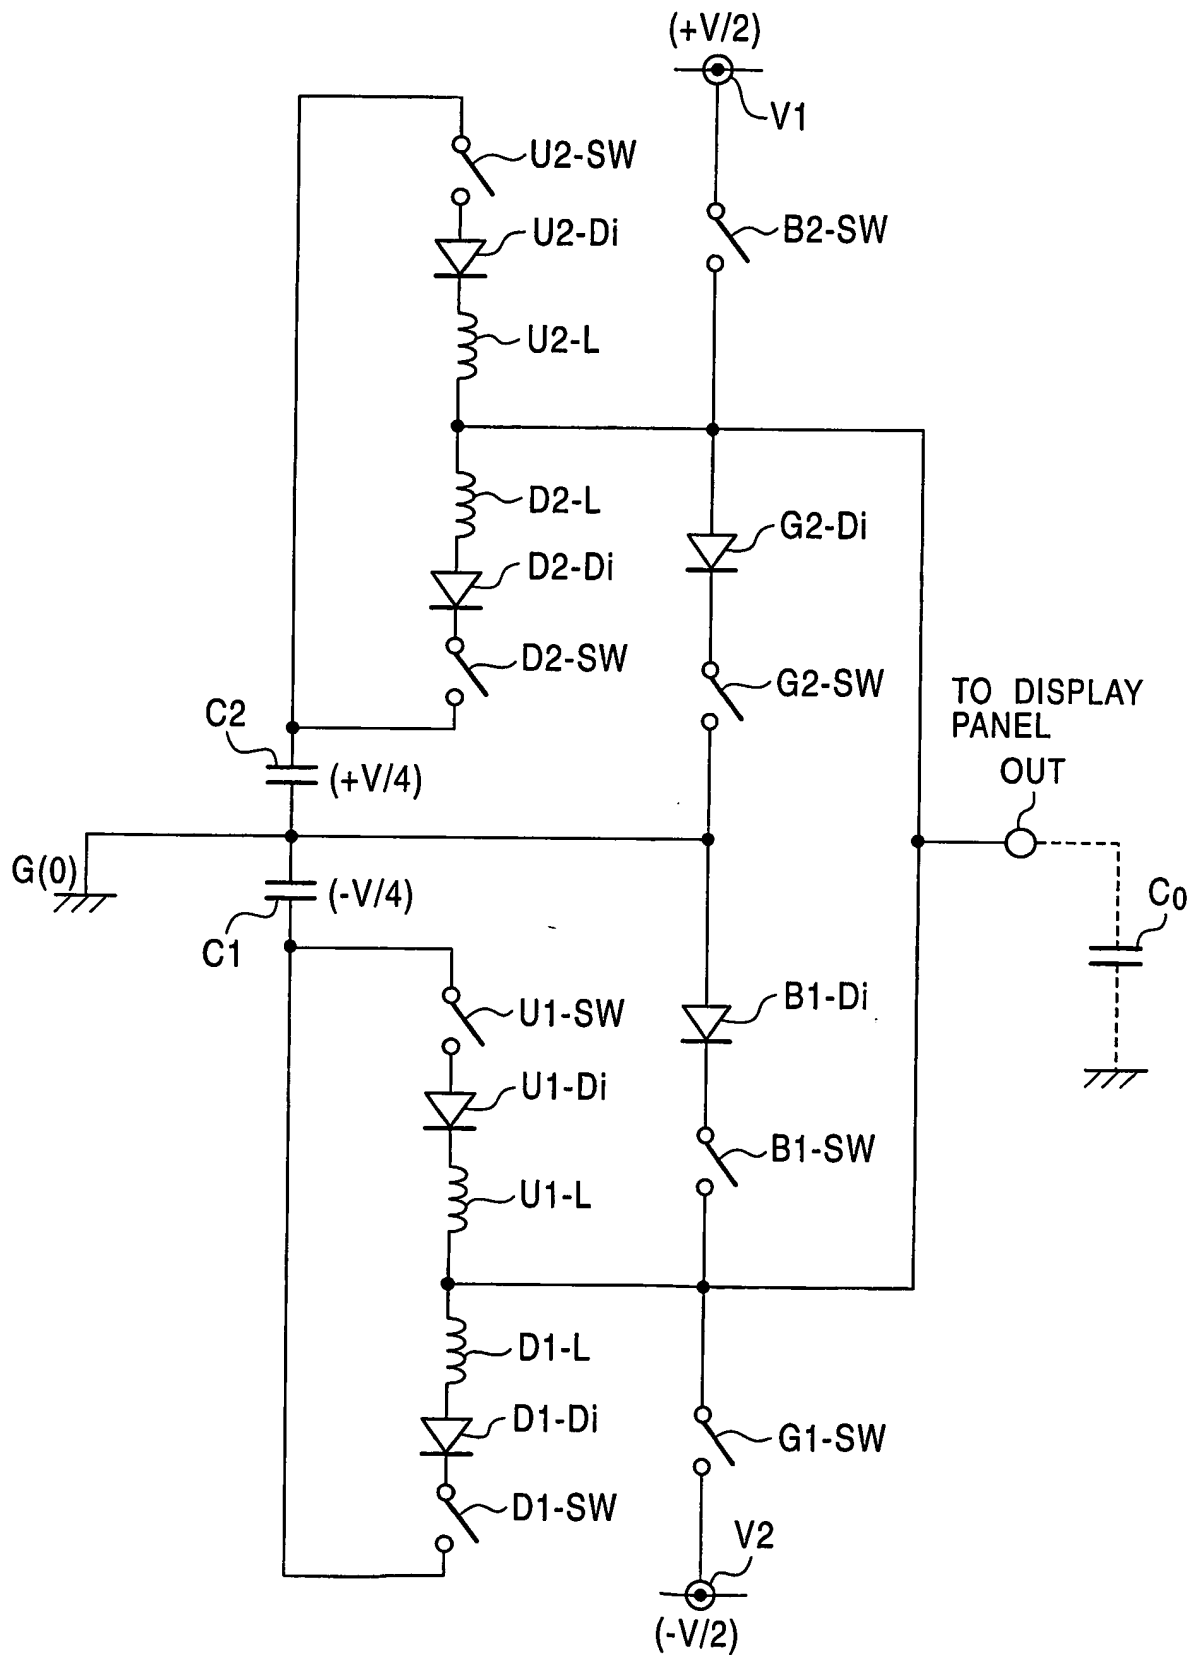 (+V/2)
V1
U2-SW
B2-SW
U2-Di
U2-L
D2-L
G2-Di
D2-Di
D2-SW
G2-SW
TO DISPLAY
PANEL
C2
(+V/4)
OUT
G(0)
(-V/4)
C0
C1
U1-SW
B1-Di
U1-Di
B1-SW
U1-L
D1-L
D1-Di
G1-SW
D1-SW
V2
(-V/2)